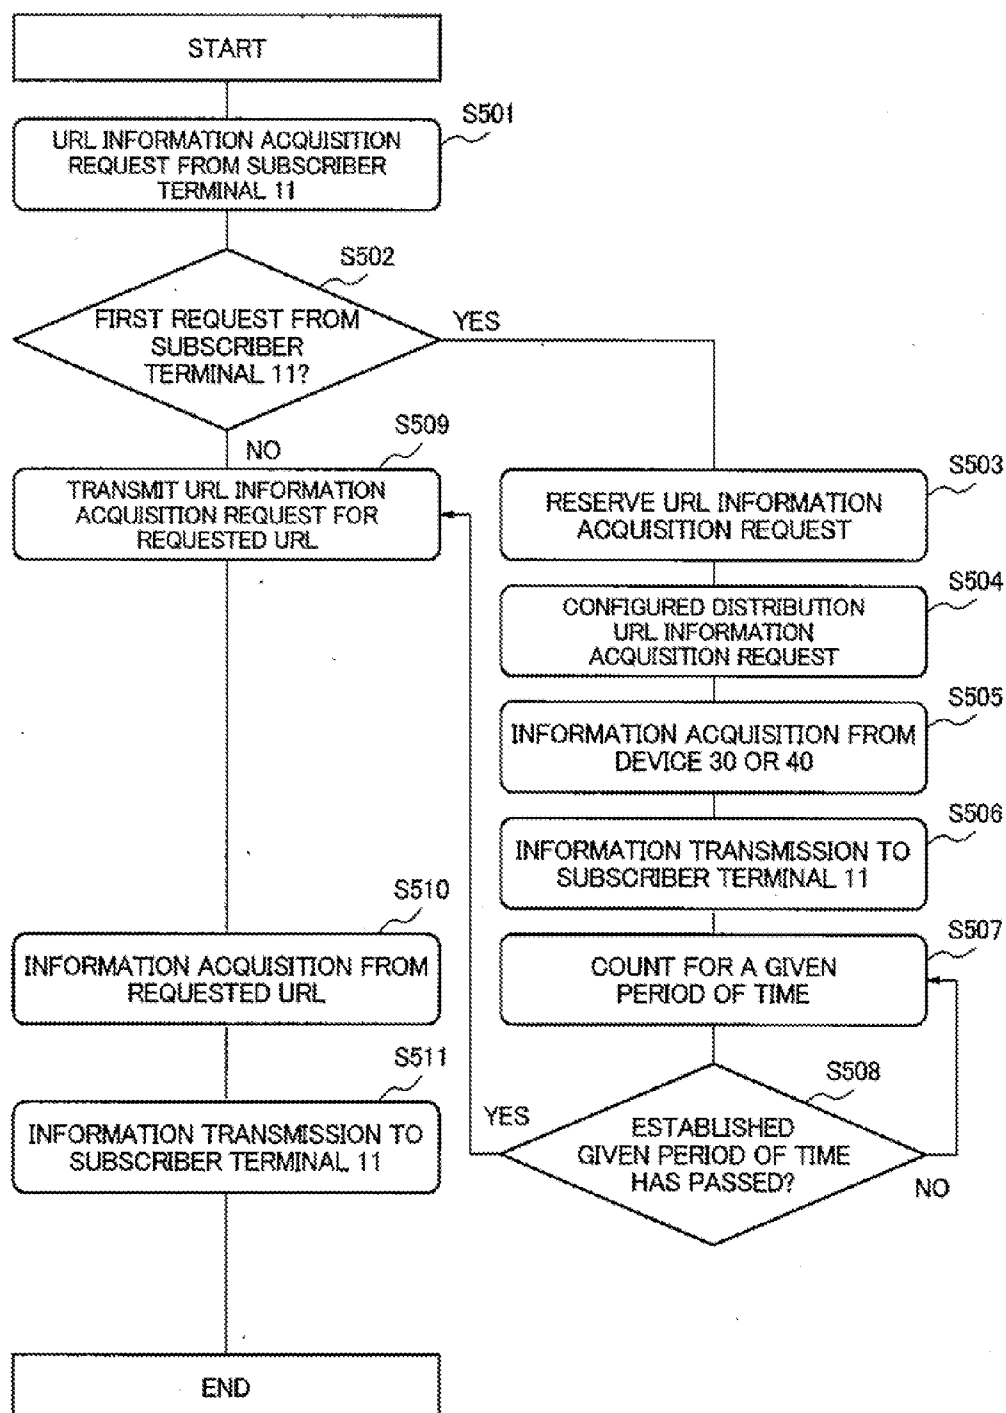 START
S501
URL INFORMATION ACQUISITION
REQUEST FROM SUBSCRIBER
TERMINAL 11
S502
FIRST REQUEST FROM
SUBSCRIBER
TERMINAL 11?
YES
NO
S509
TRANSMIT URL INFORMATION
ACQUISITION REQUEST FOR
REQUESTED URL
S503
RESERVE URL INFORMATION
ACQUISITION REQUEST
S504
CONFIGURED DISTRIBUTION
URL INFORMATION
ACQUISITION REQUEST
S505
INFORMATION ACQUISITION FROM
DEVICE 30 OR 40
S506
INFORMATION TRANSMISSION TO
SUBSCRIBER TERMINAL 11
S507
COUNT FOR A GIVEN
PERIOD OF TIME
S508
ESTABLISHED
GIVEN PERIOD OF TIME
HAS PASSED?
YES
NO
S510
INFORMATION ACQUISITION FROM
REQUESTED URL
S511
INFORMATION TRANSMISSION TO
SUBSCRIBER TERMINAL 11
END